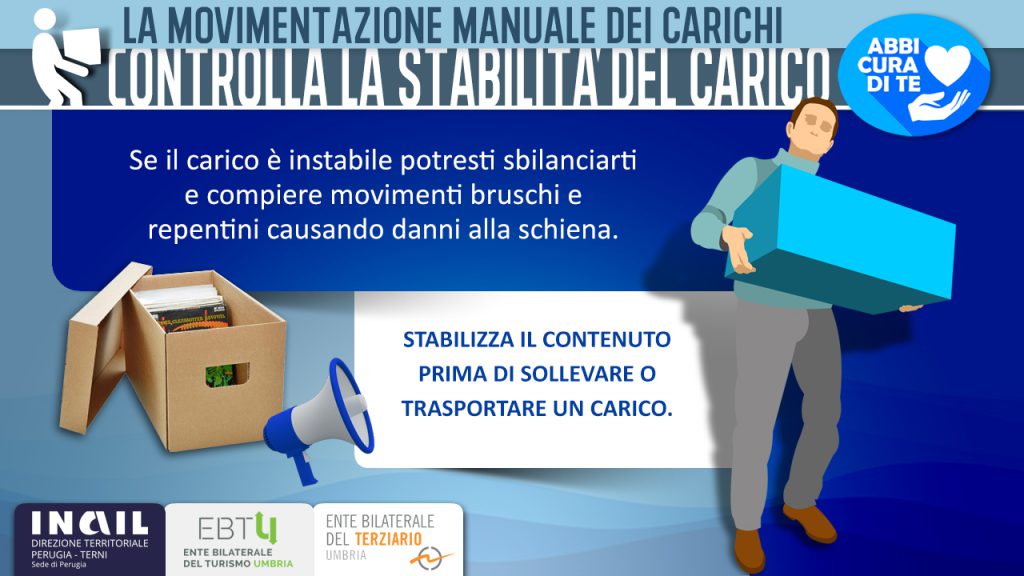 LA MOVIMENTAZIONE MANUALE DEI CARICHI
CONTROLLA LA STABILITA' DEL CARICO
ABBI
CURA
DI TE
Se il carico è instabile potresti sbilanciarti
e compiere movimenti bruschi e
repentini causando danni alla schiena.
STABILIZZA IL CONTENUTO
PRIMA DI SOLLEVARE O
TRASPORTARE UN CARICO.
INAIL
DIREZIONE TERRITORIALE
PERUGIA - TERNI
Sede di Perugia
EBT
ENTE BILATERALE
DEL TURISMO UMBRIA
ENTE BILATERALE
DEL TERZIARIO
UMBRIA